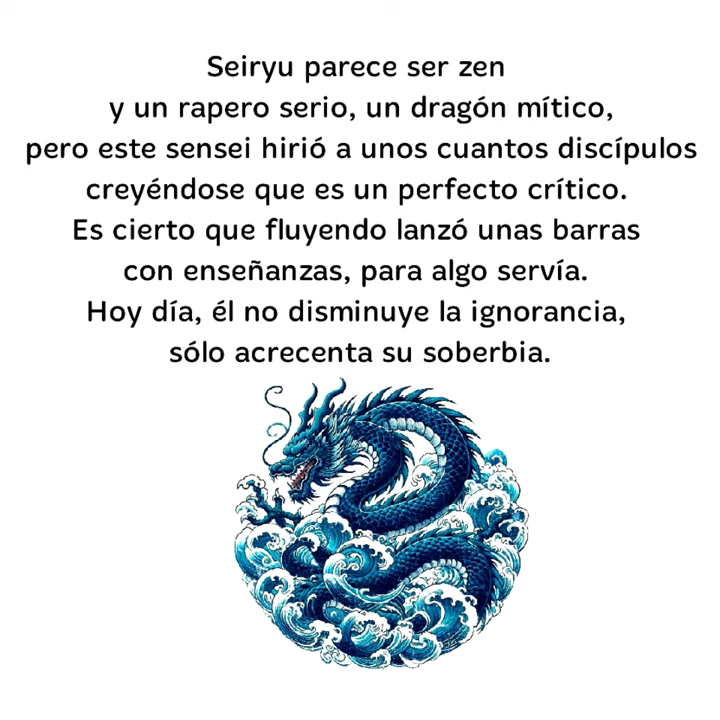 Seiryu parece ser zen
y un rapero serio, un dragón mítico,
pero este sensei hirió a unos cuantos discípulos
creyéndose que es un perfecto crítico.
Es cierto que fluyendo lanzó unas barras
con enseñanzas, para algo servía.
Hoy día, él no disminuye la ignorancia,
sólo acrecenta su soberbia.